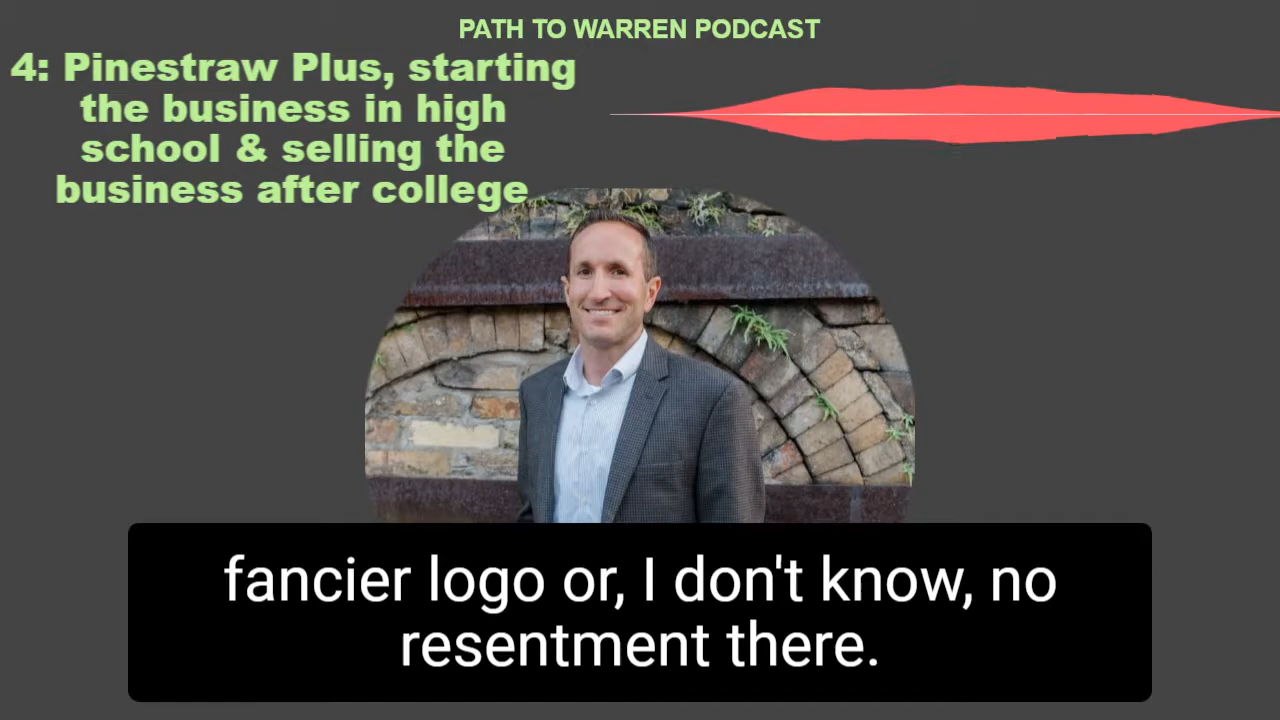 PATH TO WARREN PODCAST
4: Pinestraw Plus, starting
the business in high
school & selling the
business after college
fancier logo or, I don't know, no
resentment there.